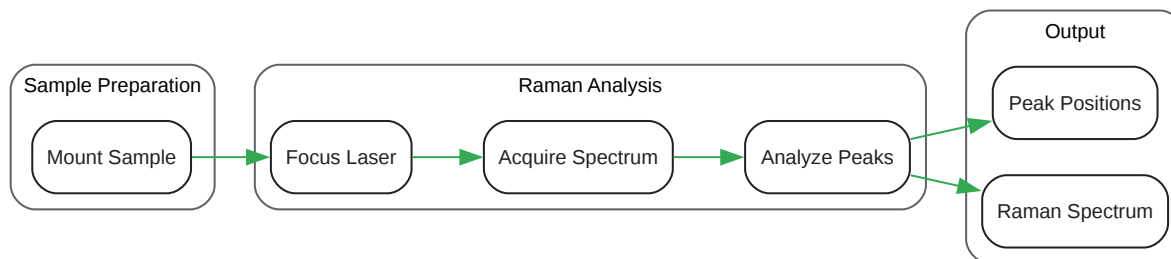 Sample Preparation
Mount Sample
Raman Analysis
Focus Laser
Acquire Spectrum
Analyze Peaks
Output
Peak Positions
Raman Spectrum